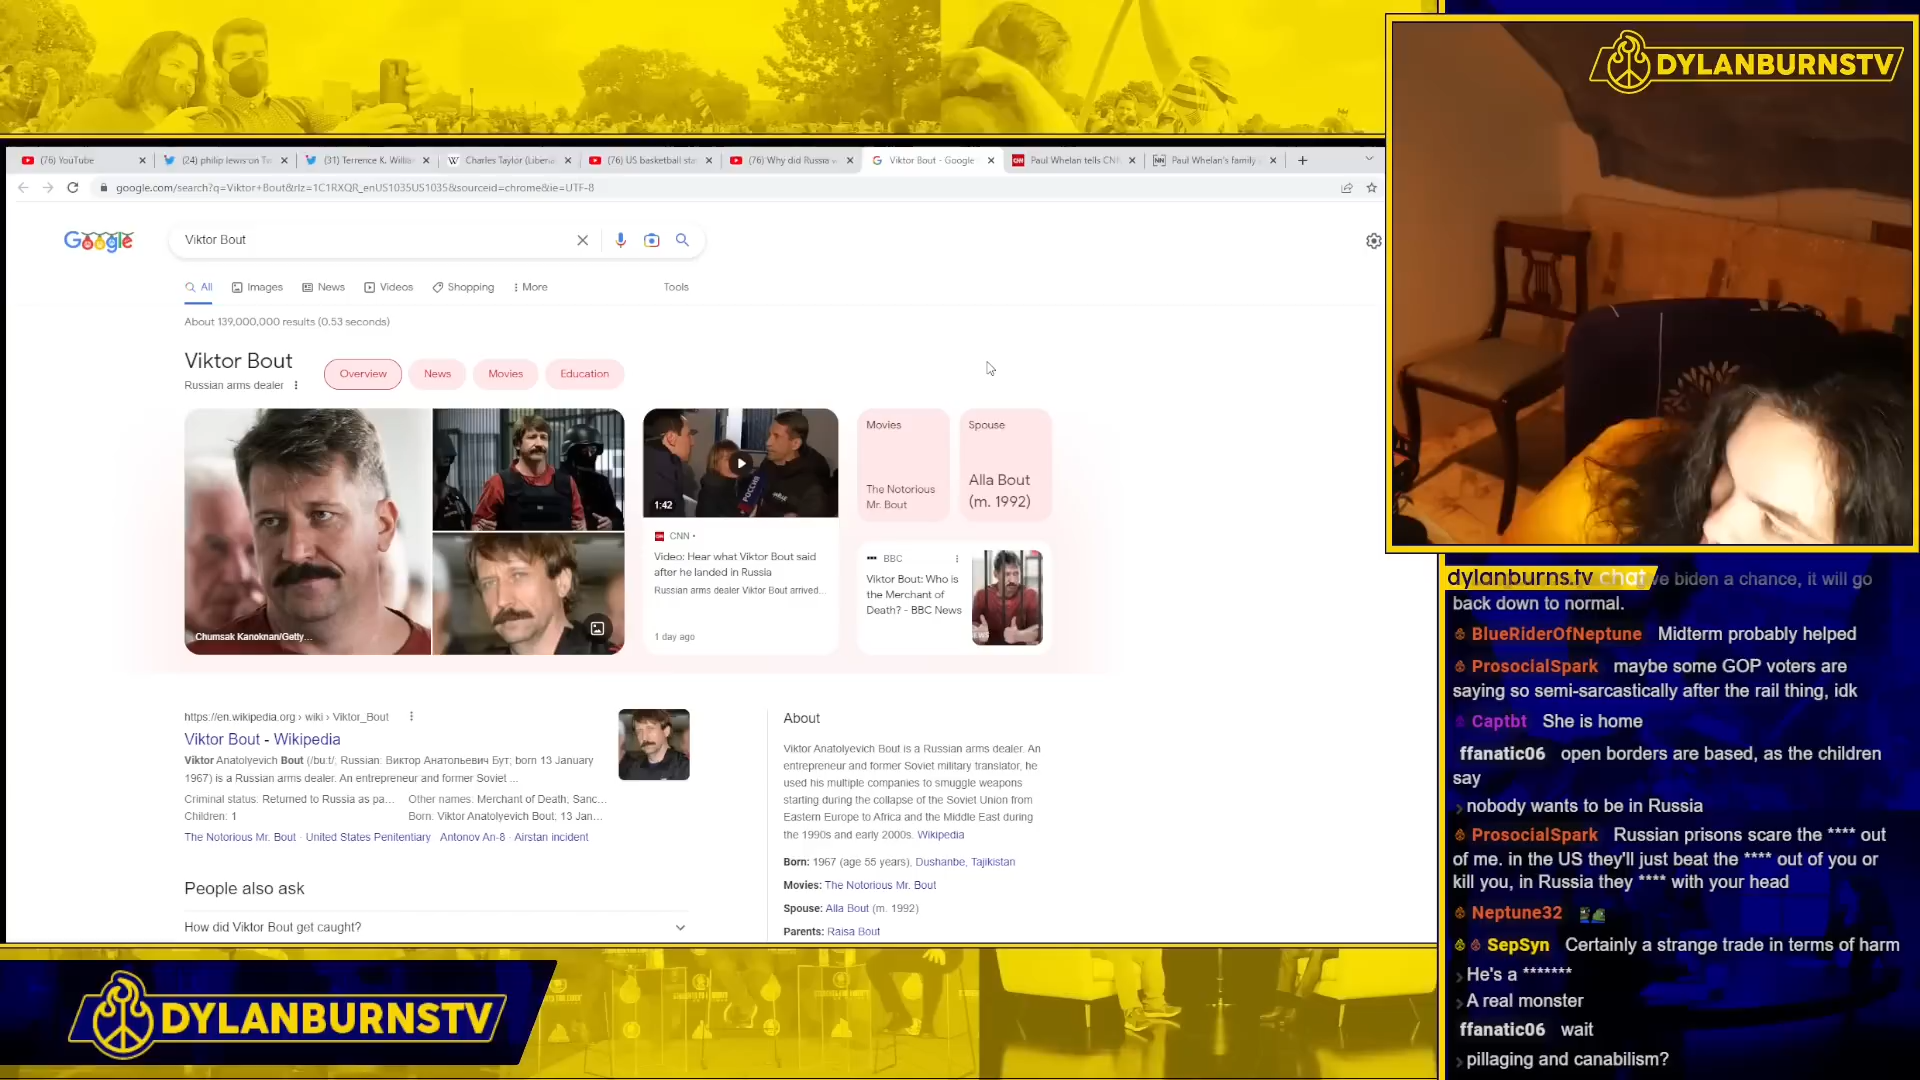 (76) YouTube
(24) philip lewis on Tw
(31) Terrence K. Willia
Charles Taylor (Liberia
(76) US basketball star
(76) Why did Russia
Viktor Bout - Google
Paul Whelan tells CN
Paul Whelan's family
google.com/search?q=Viktor+Bout&rlz=1C1RXQR_enUS1035US1035&sourceid=chrome&ie=UTF-8
DYLANBURNSTV
Google
Viktor Bout
All
Images
News
Videos
Shopping
More
Tools
About 139,000,000 results (0.53 seconds)
Viktor Bout
Russian arms dealer
Overview
News
Movies
Education
Chumsak Kanoknan/Getty...
РОССИЯ
1:42
CNN •
Video: Hear what Viktor Bout said
after he landed in Russia
Russian arms dealer Viktor Bout arrived...
1 day ago
Movies
The Notorious
Mr. Bout
Spouse
Alla Bout
(m. 1992)
BBC
Viktor Bout: Who is
the Merchant of
Death? - BBC News
https://en.wikipedia.org › wiki › Viktor_Bout
Viktor Bout - Wikipedia
Viktor Anatolyevich Bout (/buːt/, Russian: Виктор Анатольевич Бут; born 13 January
1967) is a Russian arms dealer. An entrepreneur and former Soviet ...
Criminal status: Returned to Russia as pa...
Other names: Merchant of Death, Sanc...
Children: 1
Born: Viktor Anatolyevich Bout; 13 Jan...
The Notorious Mr. Bout · United States Penitentiary · Antonov An-8 · Airstan incident
People also ask
How did Viktor Bout get caught?
About
Viktor Anatolyevich Bout is a Russian arms dealer. An
entrepreneur and former Soviet military translator, he
used his multiple companies to smuggle weapons
starting during the collapse of the Soviet Union from
Eastern Europe to Africa and the Middle East during
the 1990s and early 2000s. Wikipedia
Born: 1967 (age 55 years), Dushanbe, Tajikistan
Movies: The Notorious Mr. Bout
Spouse: Alla Bout (m. 1992)
Parents: Raisa Bout
dylanburns.tv chat
ve biden a chance, it will go
back down to normal.
BlueRiderOfNeptune Midterm probably helped
ProsocialSpark maybe some GOP voters are
saying so semi-sarcastically after the rail thing, idk
Captbt She is home
ffanatic06 open borders are based, as the children
say
nobody wants to be in Russia
ProsocialSpark Russian prisons scare the **** out
of me. in the US they'll just beat the **** out of you or
kill you, in Russia they **** with your head
Neptune32
SepSyn Certainly a strange trade in terms of harm
He's a *******
A real monster
ffanatic06 wait
pillaging and canabilism?
DYLANBURNSTV